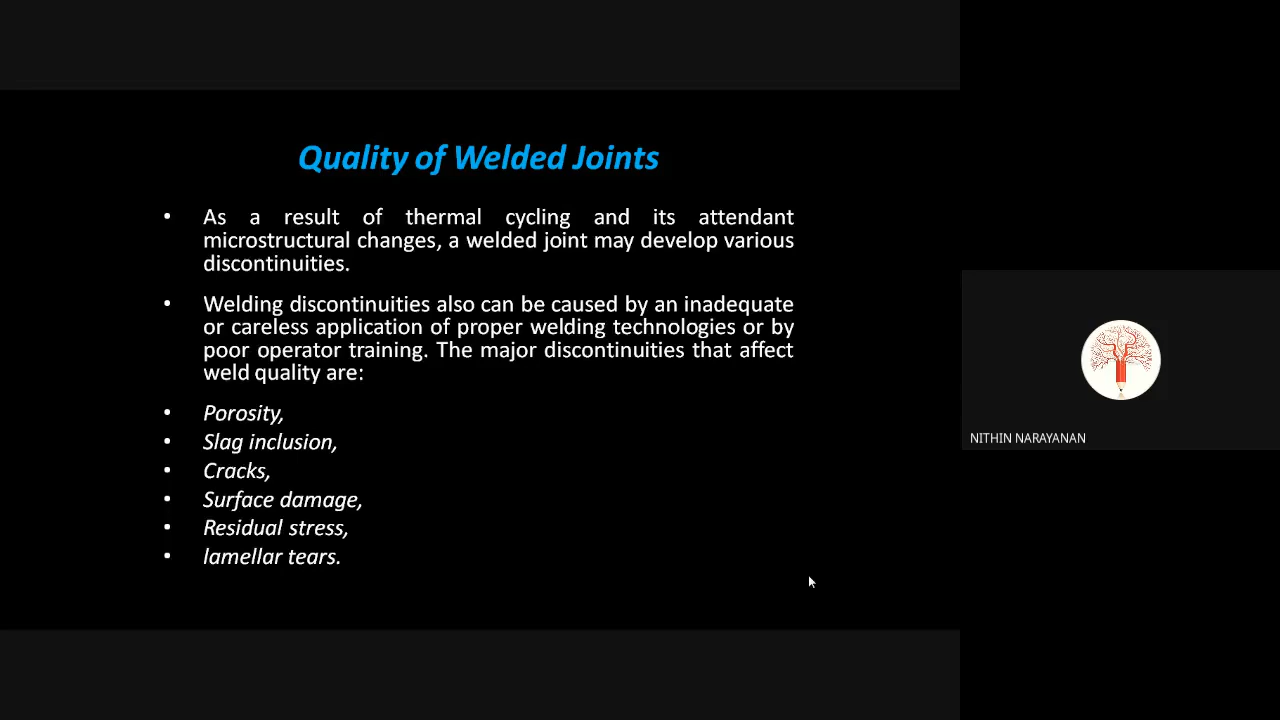 Quality of Welded Joints
• As a result of thermal cycling and its attendant
microstructural changes, a welded joint may develop various
discontinuities.
• Welding discontinuities also can be caused by an inadequate
or careless application of proper welding technologies or by
poor operator training. The major discontinuities that affect
weld quality are:
• Porosity,
• Slag inclusion,
• Cracks,
• Surface damage,
• Residual stress,
• lamellar tears.
NITHIN NARAYANAN